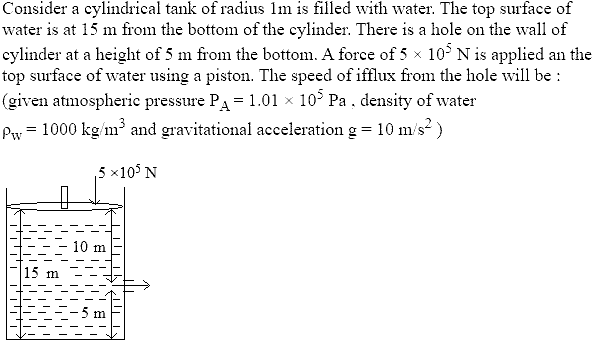 Consider a cylindrical tank of radius 1m is filled with water. The top surface of
water is at 15 m from the bottom of the cylinder. There is a hole on the wall of
cylinder at a height of 5 m from the bottom. A force of 5 × 10⁵ N is applied an the
top surface of water using a piston. The speed of ifflux from the hole will be :
(given atmospheric pressure P_A = 1.01 × 10⁵ Pa , density of water
ρ_w = 1000 kg/m³ and gravitational acceleration g = 10 m/s² )
5 ×10⁵ N
10 m
15 m
5 m